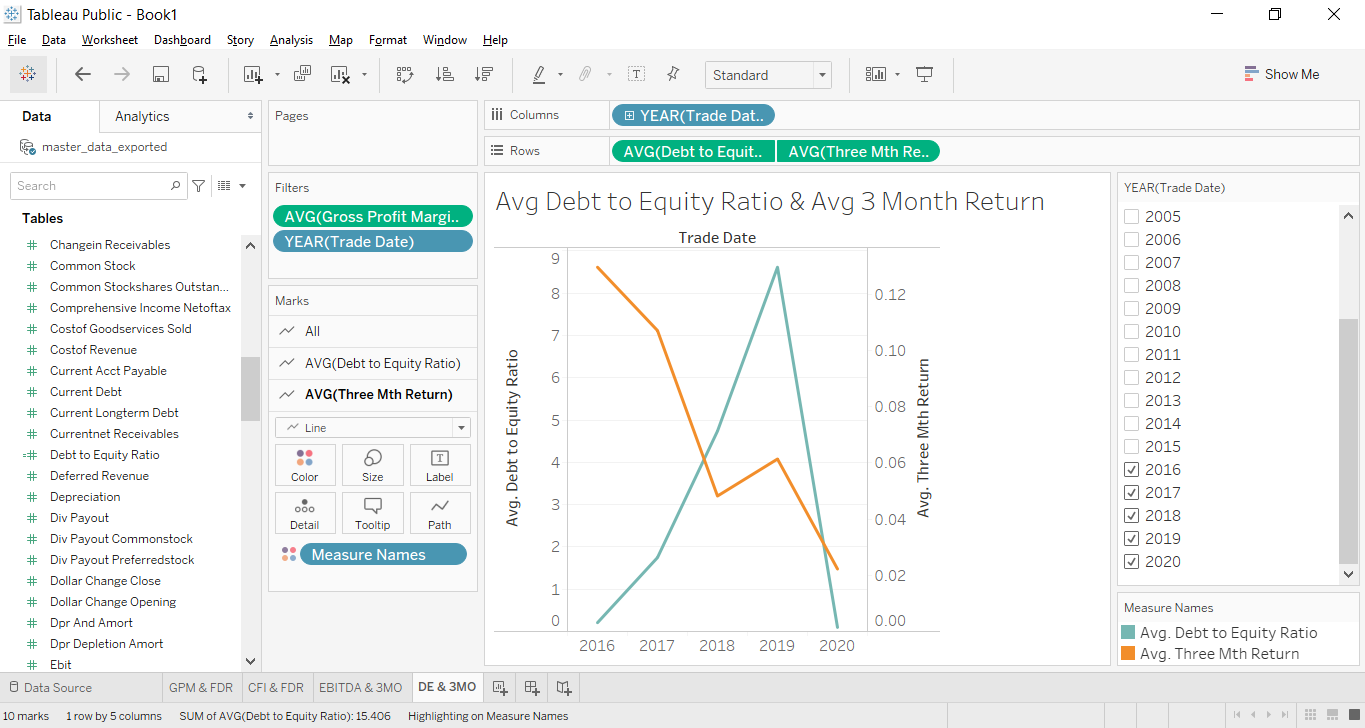 Tableau Public - Book1
File Data Worksheet Dashboard Story Analysis Map Format Window Help
Standard
Show Me
Data Analytics
master_data_exported
Search
Tables
Changein Receivables
Common Stock
Common Stockshares Outstan...
Comprehensive Income Netoftax
Costof Goodservices Sold
Costof Revenue
Current Acct Payable
Current Debt
Current Longterm Debt
Currentnet Receivables
Debt to Equity Ratio
Deferred Revenue
Depreciation
Div Payout
Div Payout Commonstock
Div Payout Preferredstock
Dollar Change Close
Dollar Change Opening
Dpr And Amort
Dpr Depletion Amort
Ebit
Pages
Filters
AVG(Gross Profit Margi..
YEAR(Trade Date)
Marks
All
AVG(Debt to Equity Ratio)
AVG(Three Mth Return)
Line
Color Size Label
Detail Tooltip Path
Measure Names
Columns YEAR(Trade Dat..
Rows AVG(Debt to Equit.. AVG(Three Mth Re..
Avg Debt to Equity Ratio & Avg 3 Month Return
Trade Date
Avg. Debt to Equity Ratio
9
8
7
6
5
4
3
2
1
0
0.12
0.10
0.08
0.06
0.04
0.02
0.00
Avg. Three Mth Return
2016 2017 2018 2019 2020
YEAR(Trade Date)
2005
2006
2007
2008
2009
2010
2011
2012
2013
2014
2015
2016
2017
2018
2019
2020
Measure Names
Avg. Debt to Equity Ratio
Avg. Three Mth Return
Data Source GPM & FDR CFI & FDR EBITDA & 3MO DE & 3MO
10 marks 1 row by 5 columns SUM of AVG(Debt to Equity Ratio): 15.406 Highlighting on Measure Names